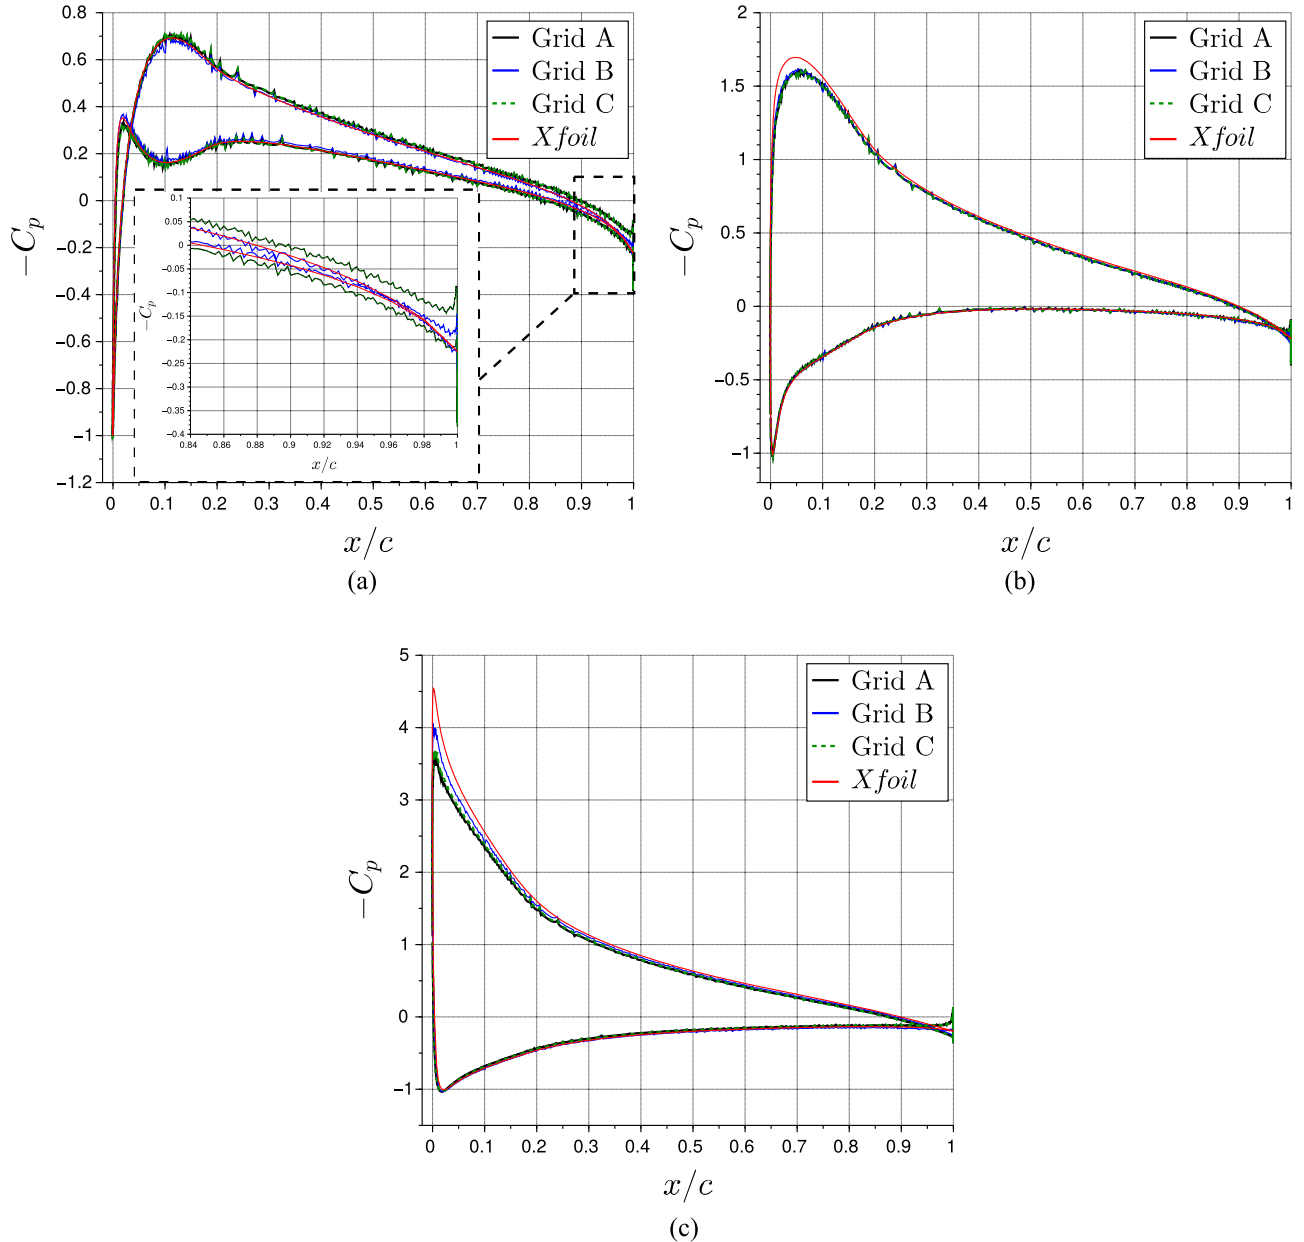 0.8
0.6
0.4
0.2
0
−0.2
−0.4
−0.6
−0.8
−1
−1.2
−C_p
Grid A
Grid B
Grid C
Xfoil
0.1
0.05
0
−0.05
−0.1
−0.15
−0.2
−0.25
−0.3
−0.35
−0.4
−C_p
0.84 0.86 0.88 0.9 0.92 0.94 0.96 0.98 1
x/c
0 0.1 0.2 0.3 0.4 0.5 0.6 0.7 0.8 0.9 1
x/c
(a)
2
1.5
1
0.5
0
−0.5
−1
−C_p
Grid A
Grid B
Grid C
Xfoil
0 0.1 0.2 0.3 0.4 0.5 0.6 0.7 0.8 0.9 1
x/c
(b)
5
4
3
2
1
0
−1
−C_p
Grid A
Grid B
Grid C
Xfoil
0 0.1 0.2 0.3 0.4 0.5 0.6 0.7 0.8 0.9 1
x/c
(c)